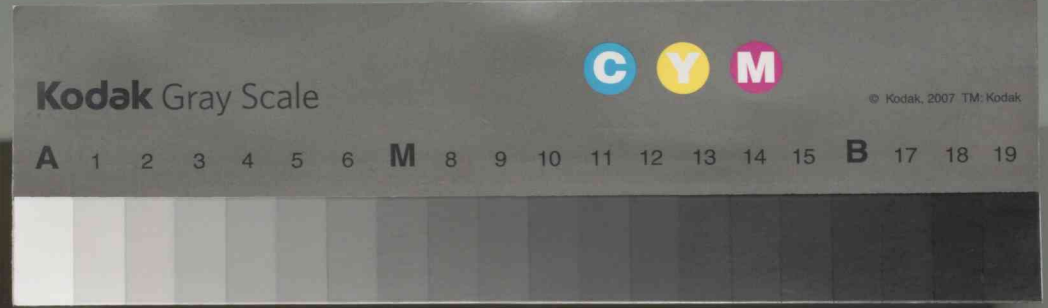 C Y M
Kodak Gray Scale
© Kodak, 2007 TM: Kodak
A 1 2 3 4 5 6 M 8 9 10 11 12 13 14 15 B 17 18 19